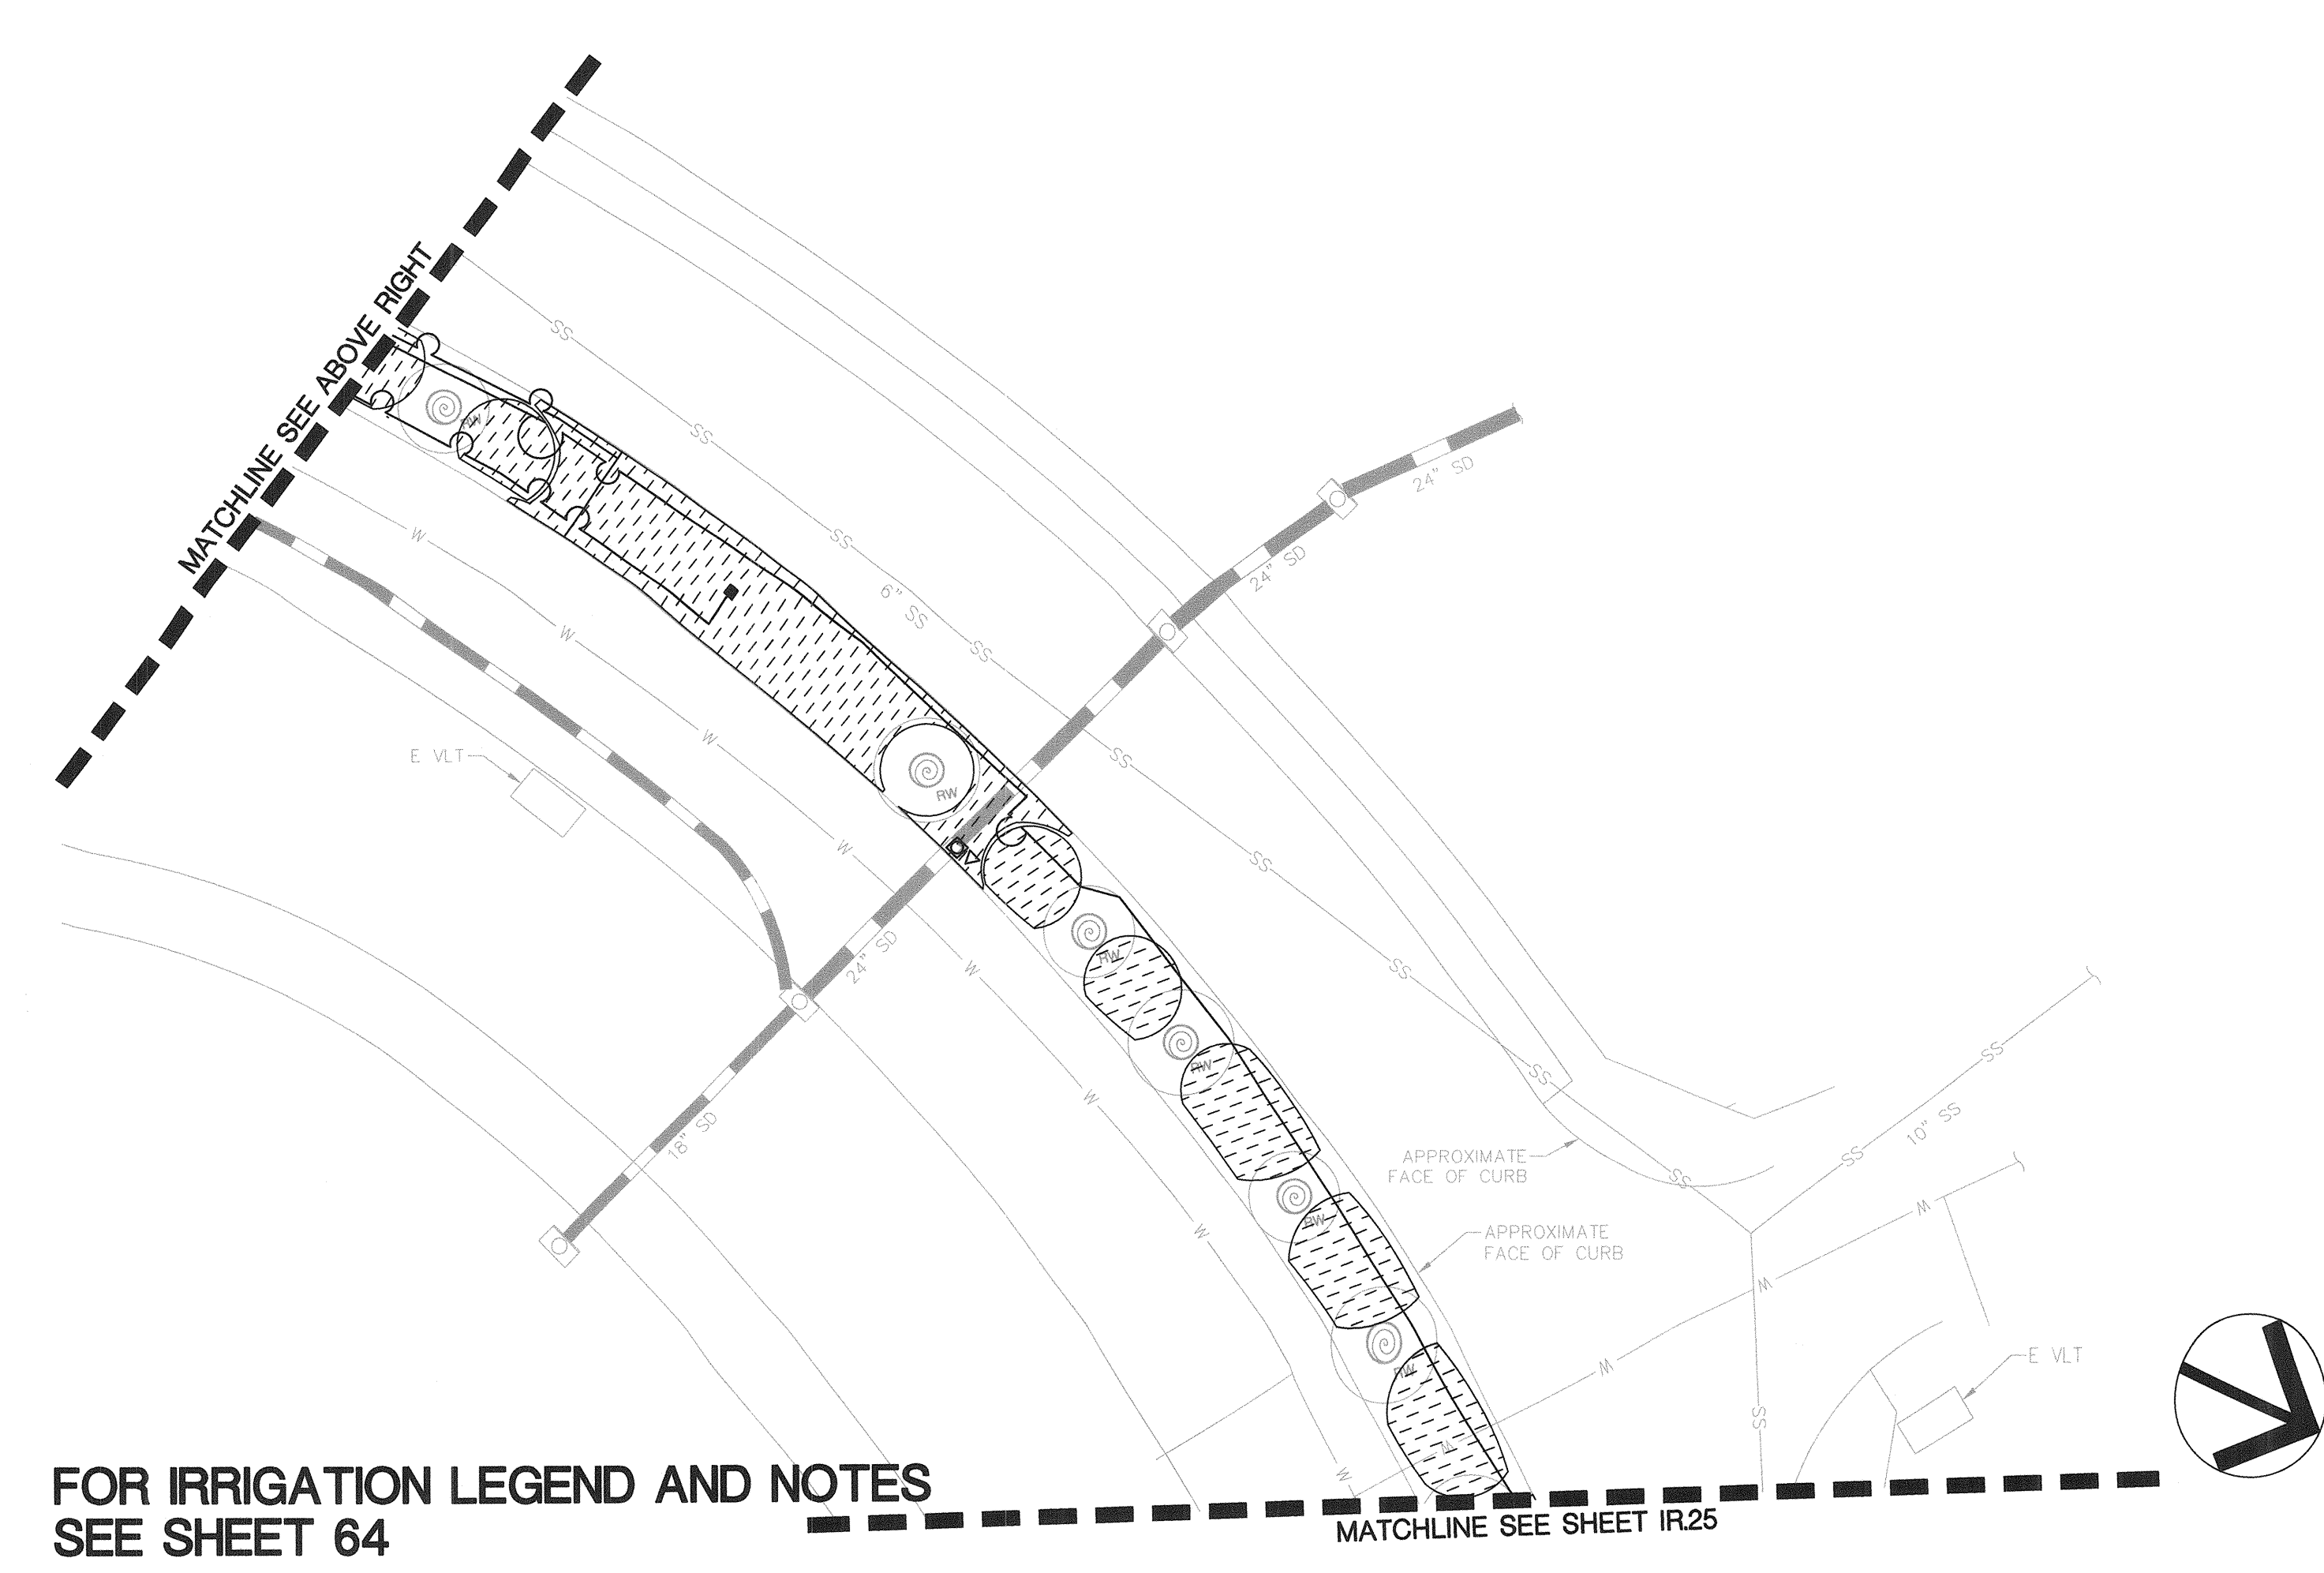 MATCHLINE SEE ABOVE RIGHT
SS
SS
SS
SS
SS
SS
SS
SS
SS
SS
6" SS
24" SD
24" SD
24" SD
18" SD
W
W
W
W
W
W
W
W
RW
RW
RW
RW
RW
RW
E VLT
APPROXIMATE
FACE OF CURB
APPROXIMATE
FACE OF CURB
SS
SS
10" SS
SS
W
W
W
W
E VLT
FOR IRRIGATION LEGEND AND NOTES
SEE SHEET 64
MATCHLINE SEE SHEET IR.25